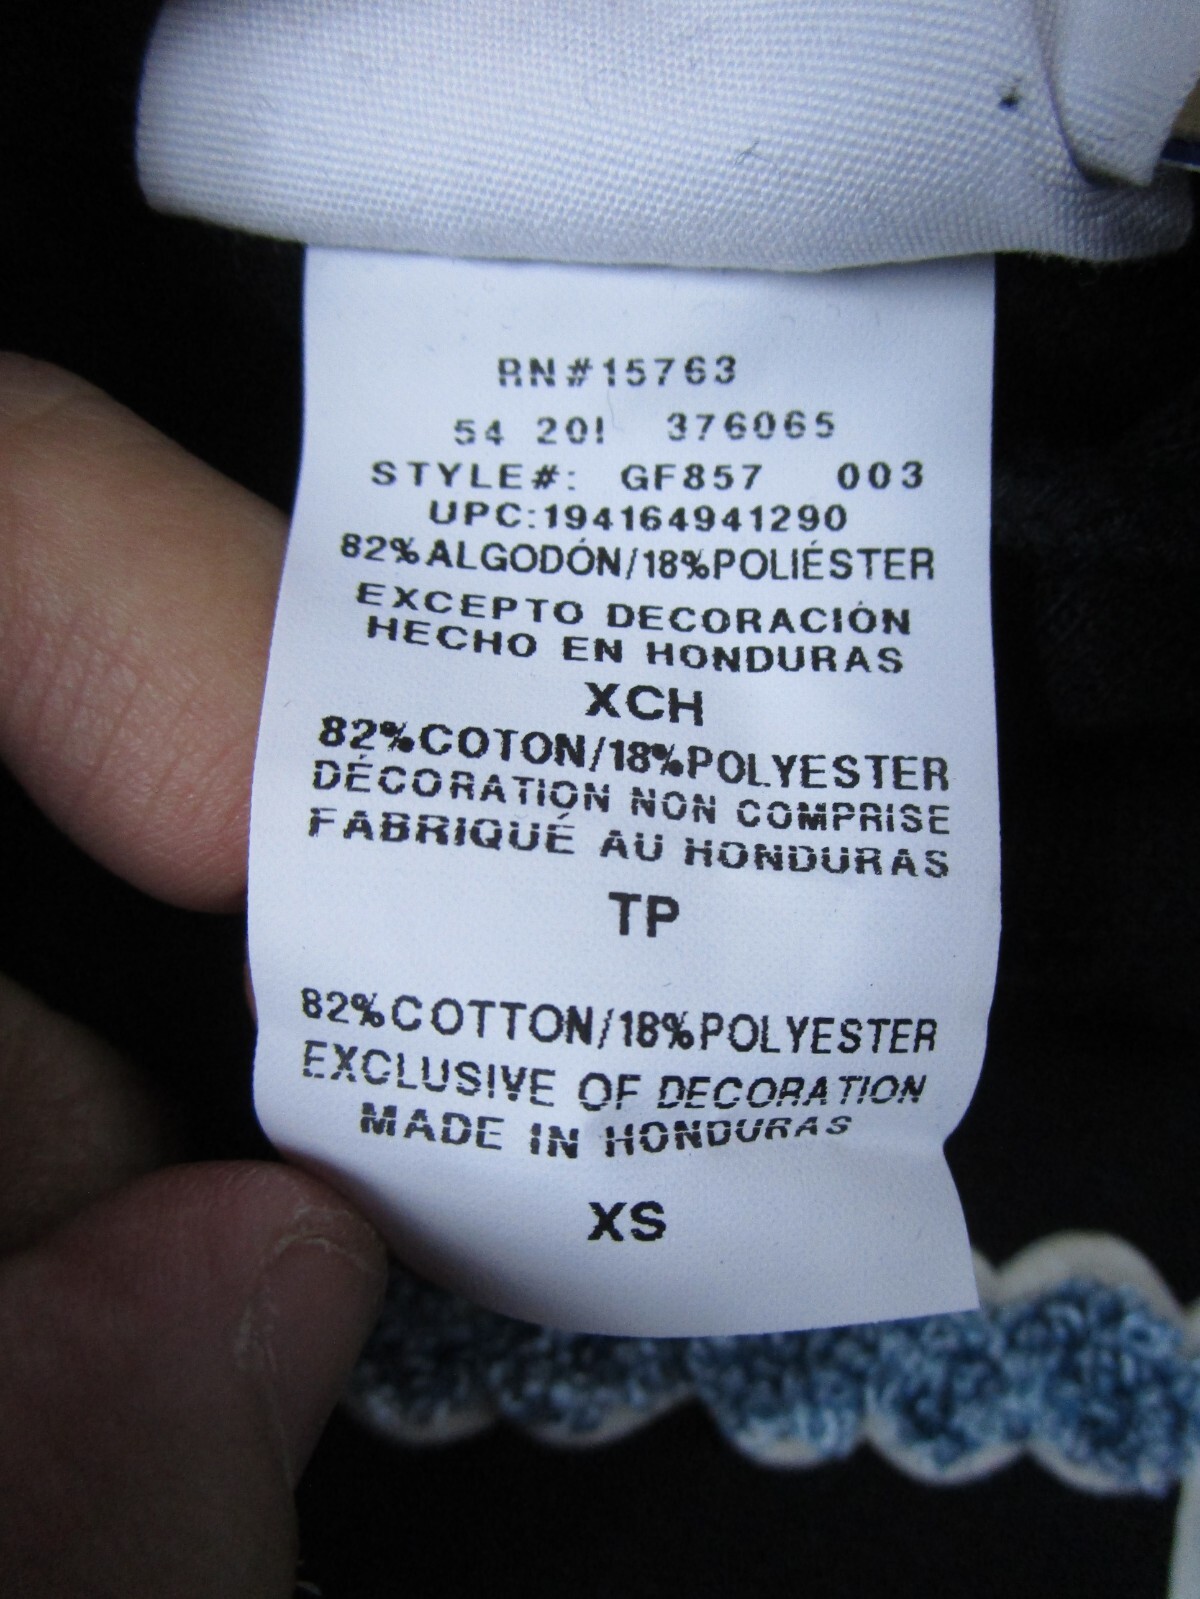 RN#15763
54 20! 376065
STYLE#: GF857 003
UPC:194164941290
82%ALGODÓN/18%POLIÉSTER
EXCEPTO DECORACIÓN
HECHO EN HONDURAS
XCH
82%COTON/18%POLYESTER
DÉCORATION NON COMPRISE
FABRIQUÉ AU HONDURAS
TP
82%COTTON/18%POLYESTER
EXCLUSIVE OF DECORATION
MADE IN HONDURAS
XS